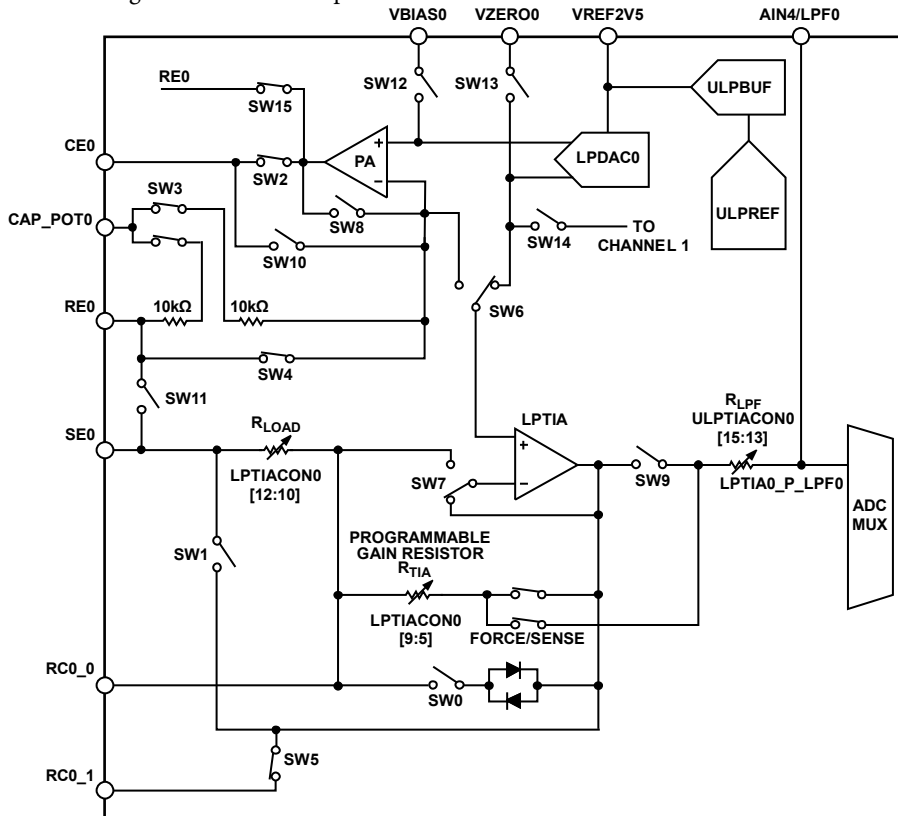 VBIAS0 VZERO0 VREF2V5 AIN4/LPF0
RE0
SW15
SW12
SW13
ULPBUF
CE0
SW2
PA
+
−
LPDAC0
ULPREF
SW3
CAP_POT0
SW8
SW10
SW14
TO
CHANNEL 1
SW6
RE0
10kΩ
10kΩ
SW4
SW11
SE0
RLOAD
LPTIACON0
[12:10]
LPTIA
+
−
SW7
SW9
RLPF
ULPTIACON0
[15:13]
LPTIA0_P_LPF0
ADC
MUX
SW1
PROGRAMMABLE
GAIN RESISTOR
RTIA
LPTIACON0
[9:5]
FORCE/SENSE
RC0_0
SW0
SW5
RC0_1